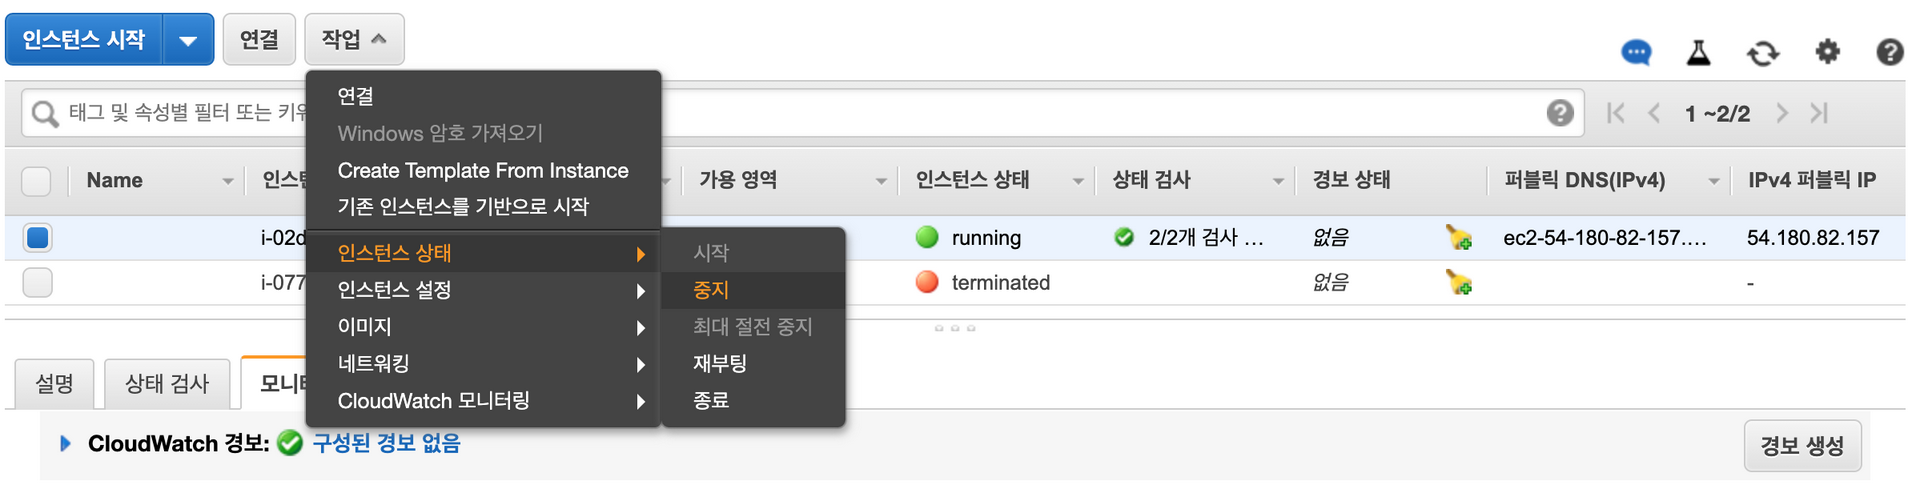 인스턴스 시작
연결
작업
태그 및 속성별 필터 또는 키워
1 ~2/2
연결
Windows 암호 가져오기
Create Template From Instance
기존 인스턴스를 기반으로 시작
인스턴스 상태
인스턴스 설정
이미지
네트워킹
CloudWatch 모니터링
시작
중지
최대 절전 중지
재부팅
종료
Name 인스턴 가용 영역 인스턴스 상태 상태 검사 경보 상태 퍼블릭 DNS(IPv4) IPv4 퍼블릭 IP
i-02d running 2/2개 검사 ... 없음 ec2-54-180-82-157.... 54.180.82.157
i-077 terminated 없음 -
설명 상태 검사 모니터
CloudWatch 경보: 구성된 경보 없음
경보 생성